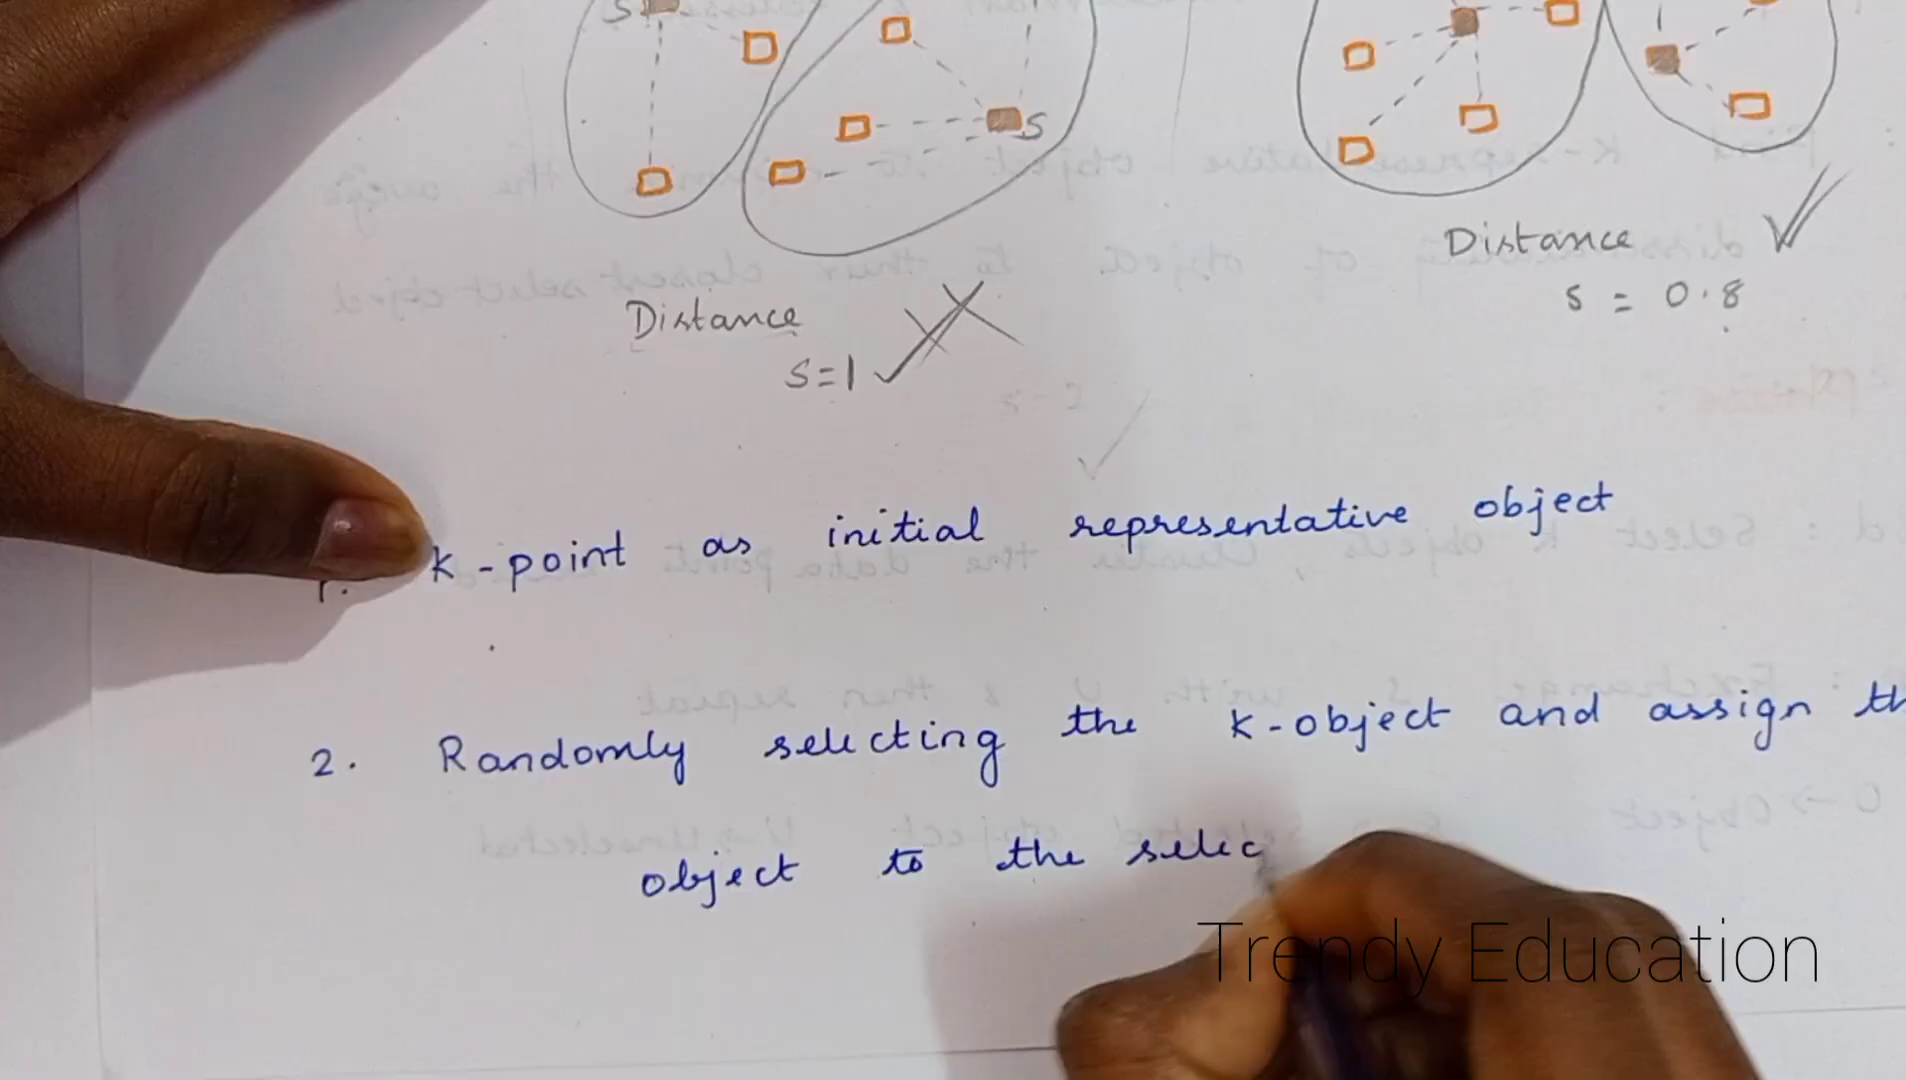 S
S
Distance
s = 0.8
Distance
S=1
1. K-point as initial representative object
2. Randomly selecting the K-object and assign th
object to the selec
Trendy Education